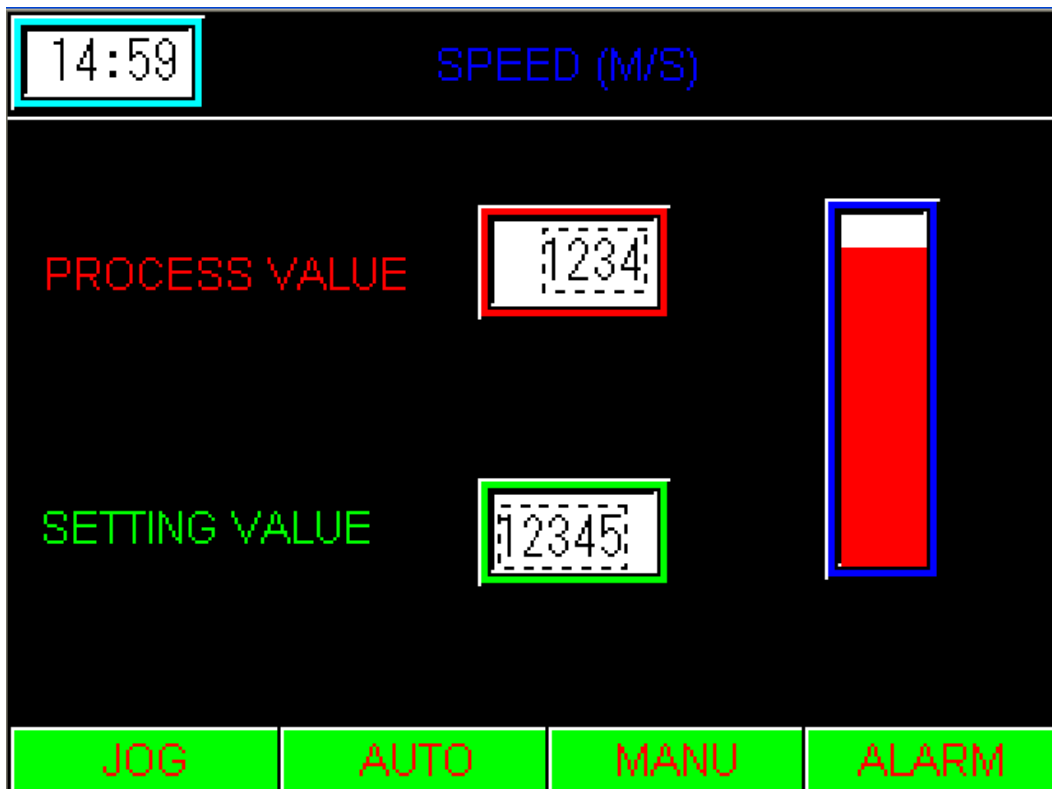 14:59 SPEED (M/S)
PROCESS VALUE 1234
SETTING VALUE 12345
JOG AUTO MANU ALARM